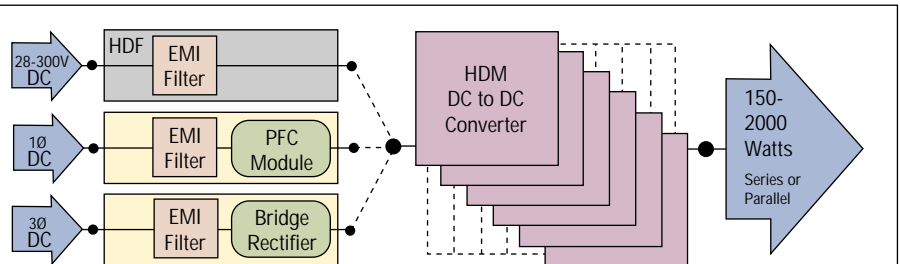 28-300V
DC
HDF
EMI
Filter
1Ø
DC
EMI
Filter
PFC
Module
3Ø
DC
EMI
Filter
Bridge
Rectifier
HDM
DC to DC
Converter
150-
2000
Watts
Series or
Parallel